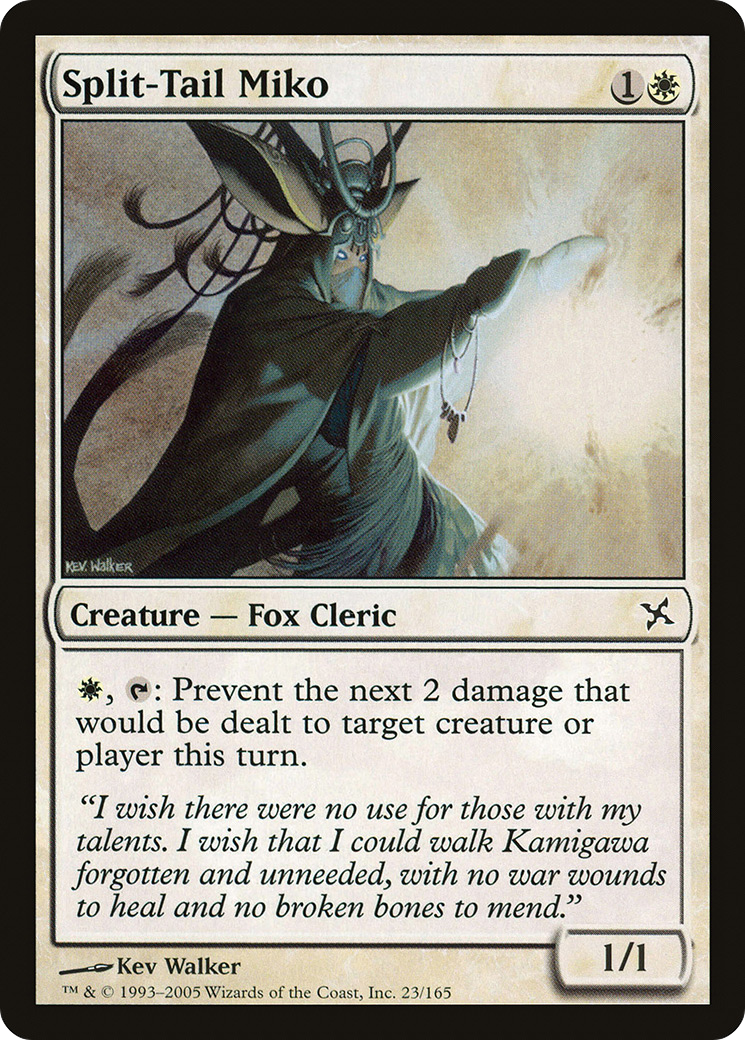 Split-Tail Miko
1
KEV. WALKER
Creature — Fox Cleric
, : Prevent the next 2 damage that
would be dealt to target creature or
player this turn.
“I wish there were no use for those with my
talents. I wish that I could walk Kamigawa
forgotten and unneeded, with no war wounds
to heal and no broken bones to mend.”
1/1
Kev Walker
™ & © 1993–2005 Wizards of the Coast, Inc. 23/165